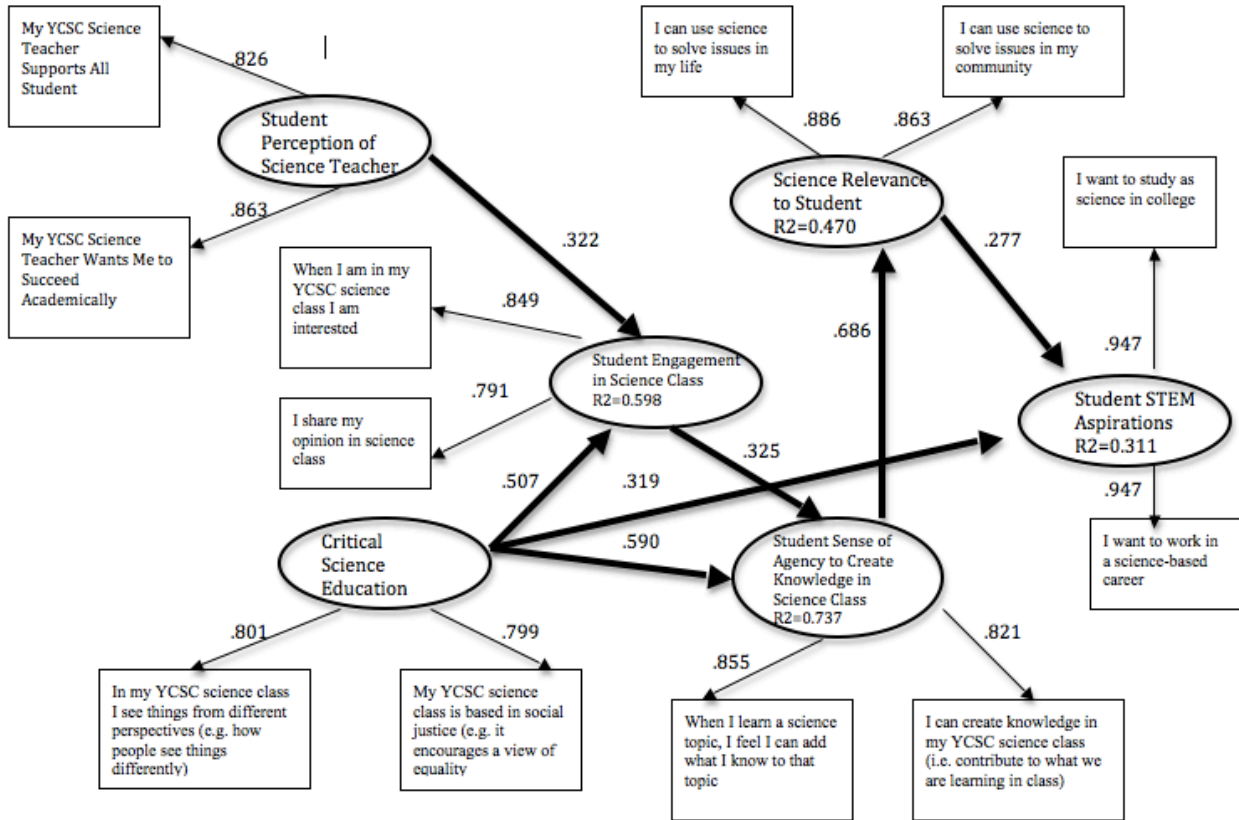 My YCSC Science
Teacher
Supports All
Student
.826
Student
Perception of
Science Teacher
.863
My YCSC Science
Teacher Wants Me to
Succeed
Academically
.322
I can use science
to solve issues in
my life
I can use science to
solve issues in my
community
.886
.863
Science Relevance
to Student
R2=0.470
I want to study as
science in college
.277
When I am in my
YCSC science
class I am
interested
.849
.686
.947
Student Engagement
in Science Class
R2=0.598
Student STEM
Aspirations
R2=0.311
.791
I share my
opinion in science
class
.325
.507
.319
.947
.590
Critical
Science
Education
Student Sense of
Agency to Create
Knowledge in
Science Class
R2=0.737
I want to work in
a science-based
career
.801
.799
.855
.821
In my YCSC science class
I see things from different
perspectives (e.g. how
people see things
differently)
My YCSC science
class is based in social
justice (e.g. it
encourages a view of
equality
When I learn a science
topic, I feel I can add
what I know to that
topic
I can create knowledge in
my YCSC science class
(i.e. contribute to what we
are learning in class)